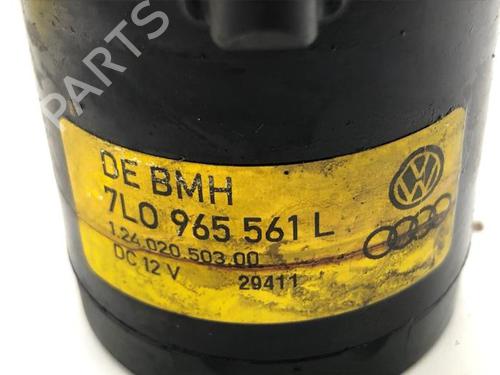 B-PARTS
DE BMH
7L0 965 561 L
1.24.020.503.00
DC 12 V 29411